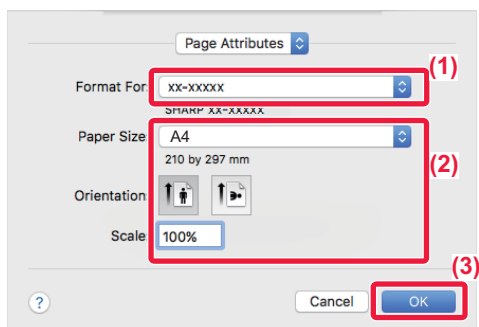 Page Attributes
(1)
Format For: xx-xxxxx
SHARP xx-xxxxx
Paper Size: A4
210 by 297 mm
(2)
Orientation:
Scale: 100%
(3)
? Cancel OK